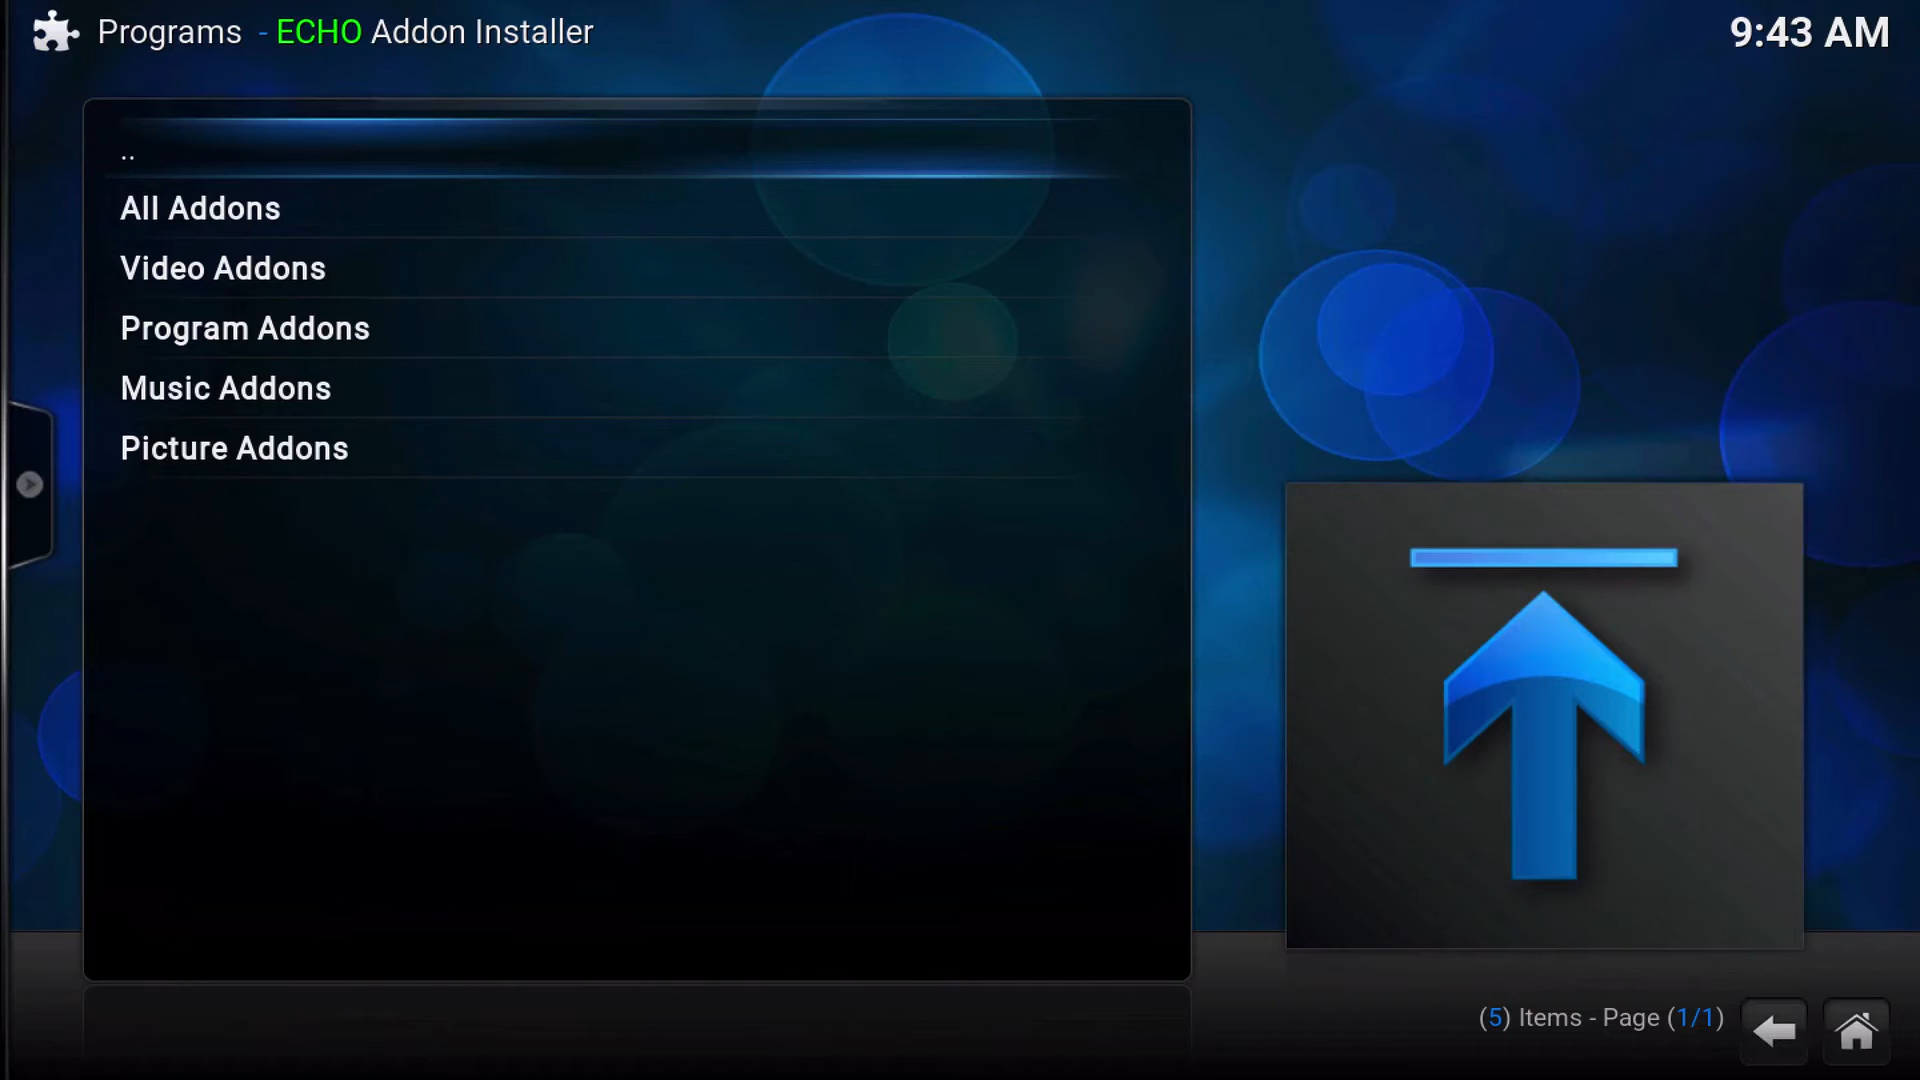 Programs - ECHO Addon Installer
9:43 AM
..
All Addons
Video Addons
Program Addons
Music Addons
Picture Addons
(5) Items - Page (1/1)